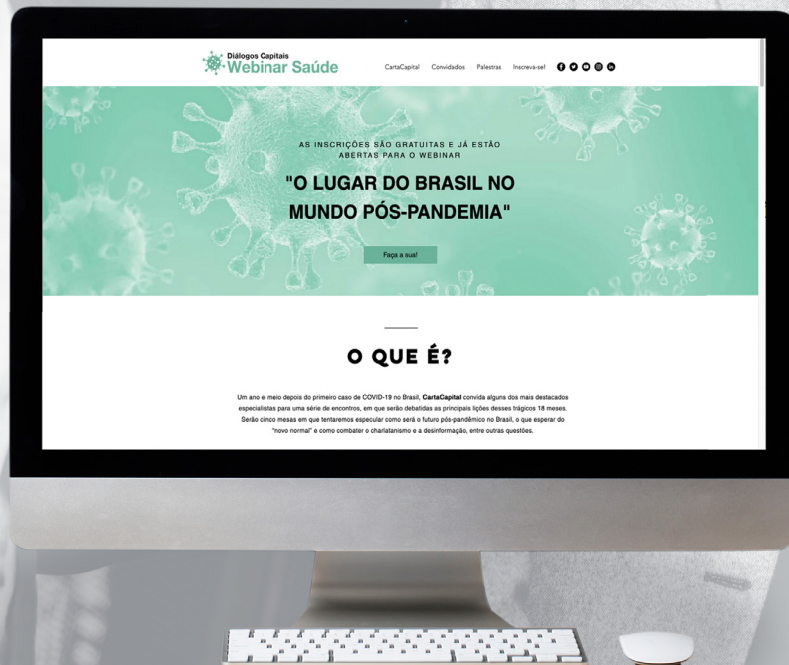 Diálogos Capitais
Webinar Saúde
CartaCapital Convidados Palestras Inscreva-se!
AS INSCRIÇÕES SÃO GRATUITAS E JÁ ESTÃO
ABERTAS PARA O WEBINAR
"O LUGAR DO BRASIL NO
MUNDO PÓS-PANDEMIA"
Faça a sua!
O QUE É?
Um ano e meio depois do primeiro caso de COVID-19 no Brasil, CartaCapital convida alguns dos mais destacados
especialistas para uma série de encontros, em que serão debatidas as principais lições desses trágicos 18 meses.
Serão cinco mesas em que tentaremos especular como será o futuro pós-pandêmico no Brasil, o que esperar do
"novo normal" e como combater o charlatanismo e a desinformação, entre outras questões.